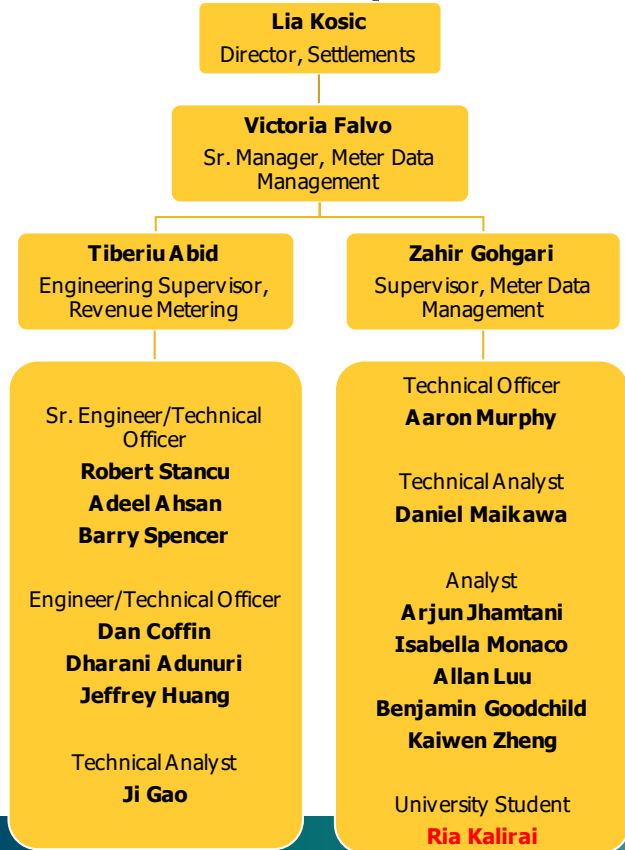 Lia Kosic
Director, Settlements
Victoria Falvo
Sr. Manager, Meter Data
Management
Tiberiu Abid
Engineering Supervisor,
Revenue Metering
Zahir Gohgari
Supervisor, Meter Data
Management
Sr. Engineer/Technical
Officer
Robert Stancu
Adeel Ahsan
Barry Spencer
Engineer/Technical Officer
Dan Coffin
Dharani Adunuri
Jeffrey Huang
Technical Analyst
Ji Gao
Technical Officer
Aaron Murphy
Technical Analyst
Daniel Maikawa
Analyst
Arjun Jhamtani
Isabella Monaco
Allan Luu
Benjamin Goodchild
Kaiwen Zheng
University Student
Ria Kalirai